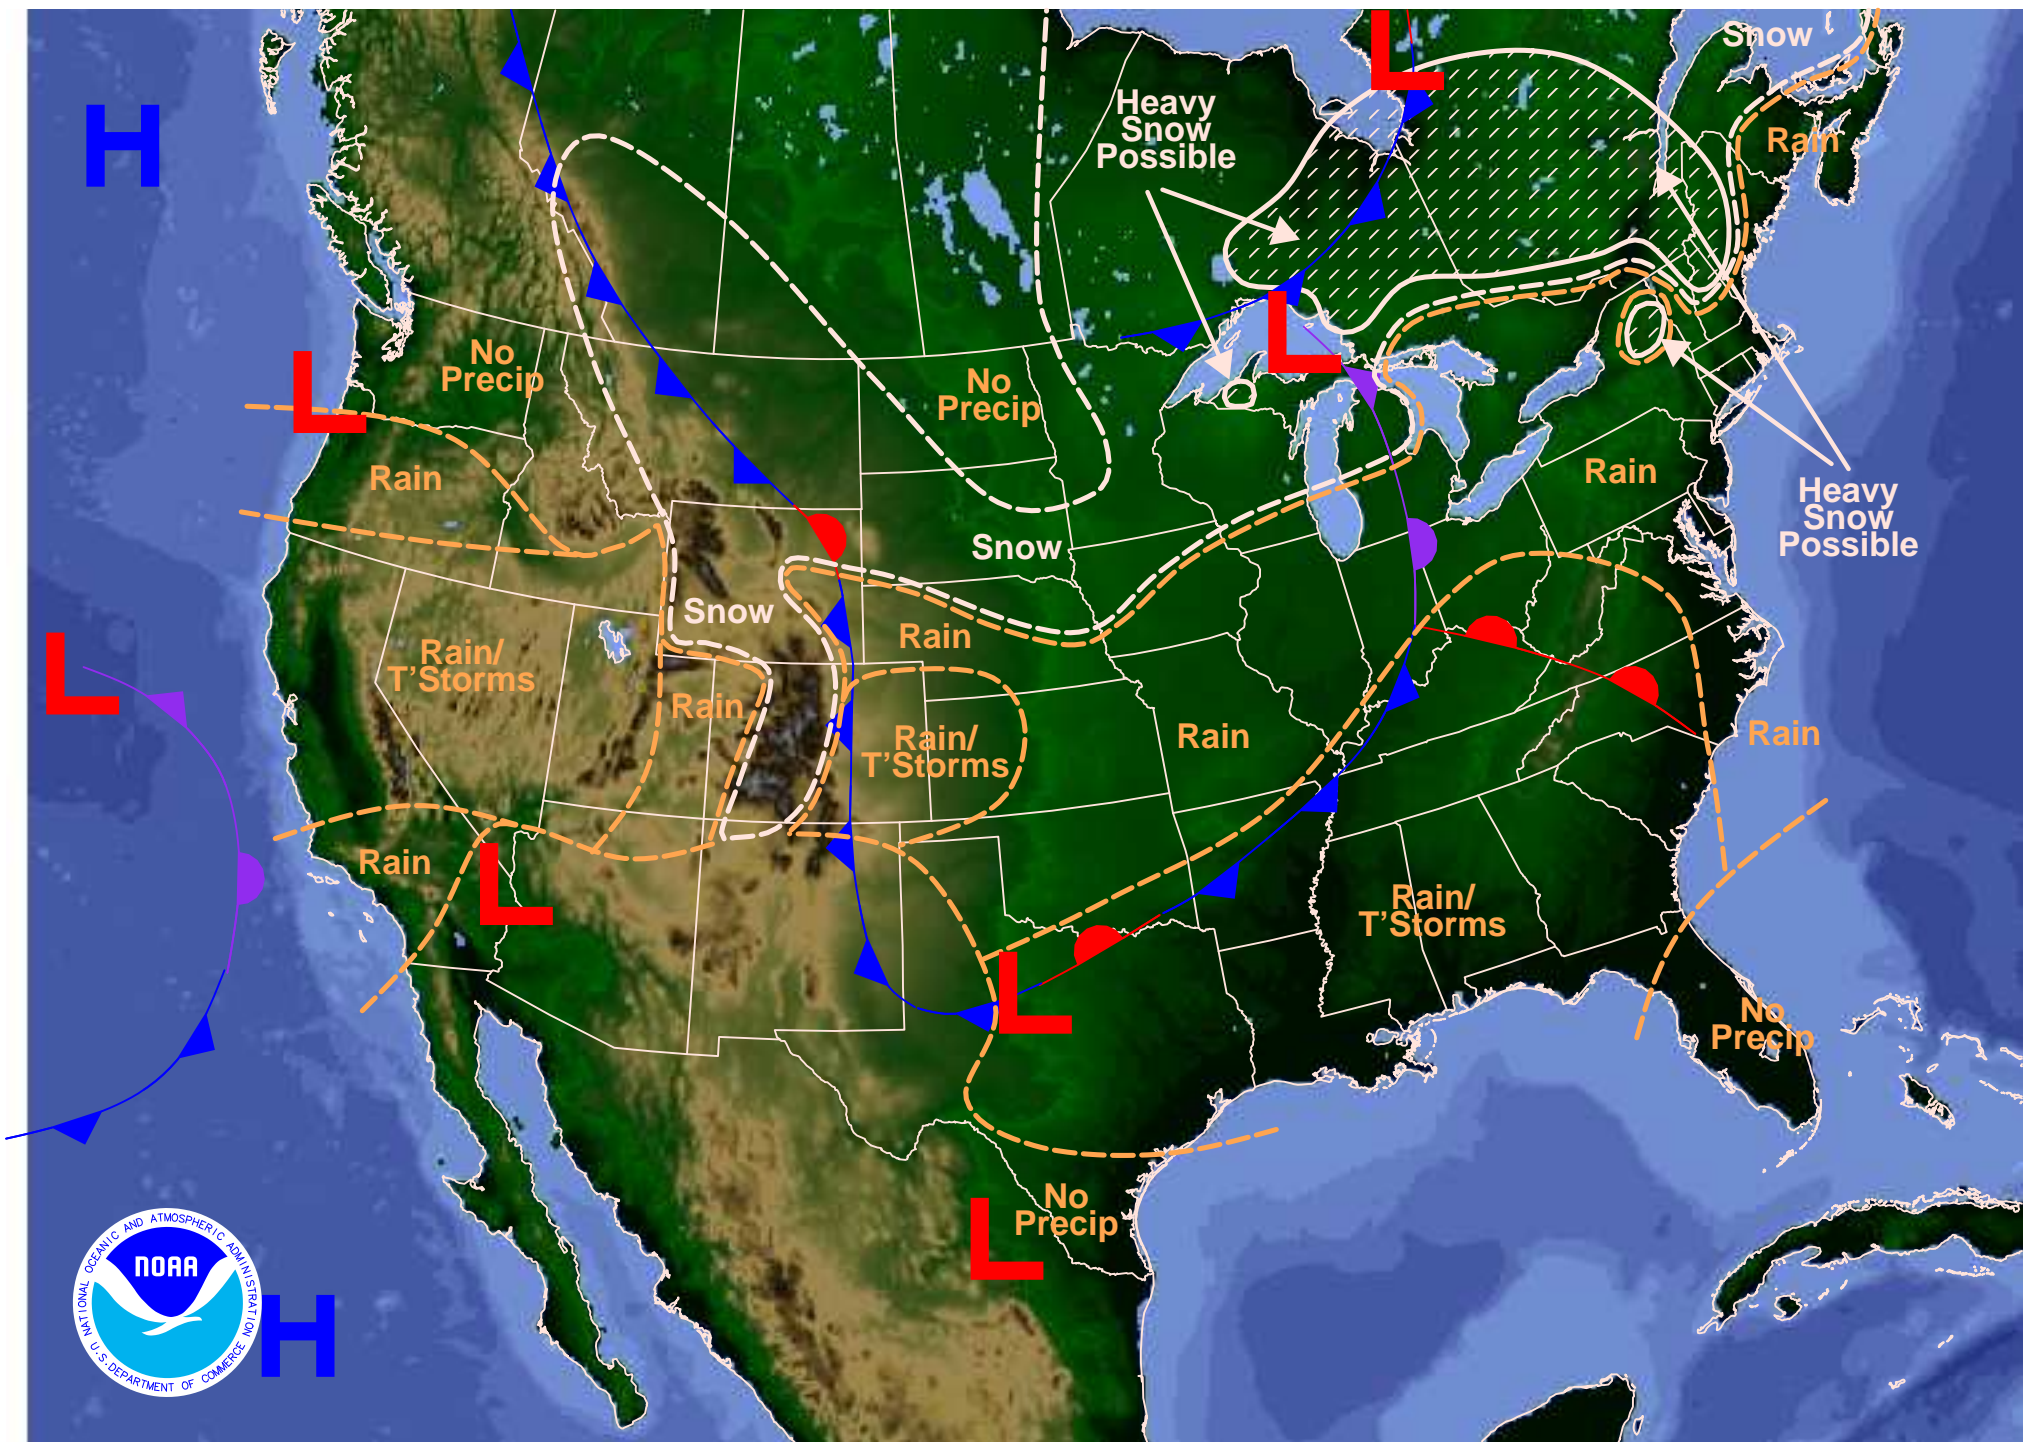 Snow
H
L
Heavy
Snow
Possible
Rain
No
Precip
L
L
No
Precip
Rain
Rain
Heavy
Snow
Possible
Snow
Snow
Rain
L
Rain/
T'Storms
Rain
Rain/
T'Storms
Rain
Rain
Rain
L
Rain/
T'Storms
L
No
Precip
L
No
Precip
NATIONAL OCEANIC AND ATMOSPHERIC ADMINISTRATION
NOAA
U.S. DEPARTMENT OF COMMERCE
H